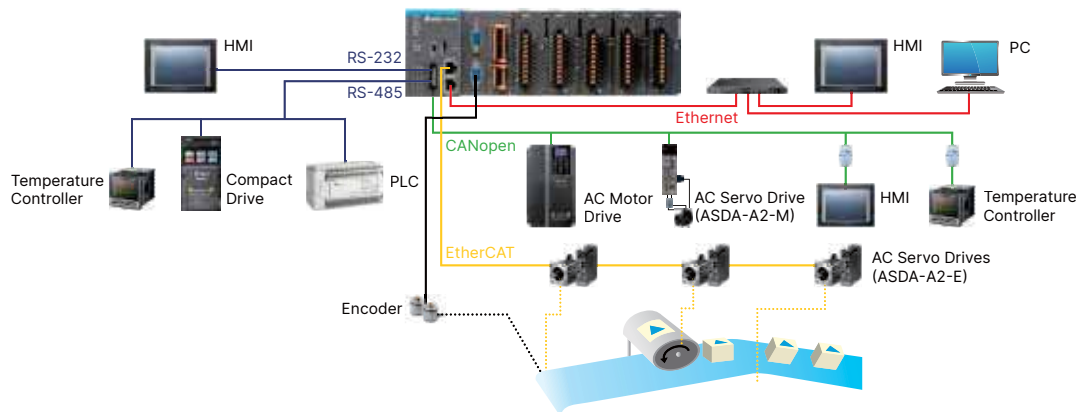 HMI
RS-232
RS-485
HMI
PC
Ethernet
CANopen
Temperature
Controller
Compact
Drive
PLC
AC Motor
Drive
AC Servo Drive
(ASDA-A2-M)
HMI
Temperature
Controller
EtherCAT
AC Servo Drives
(ASDA-A2-E)
Encoder